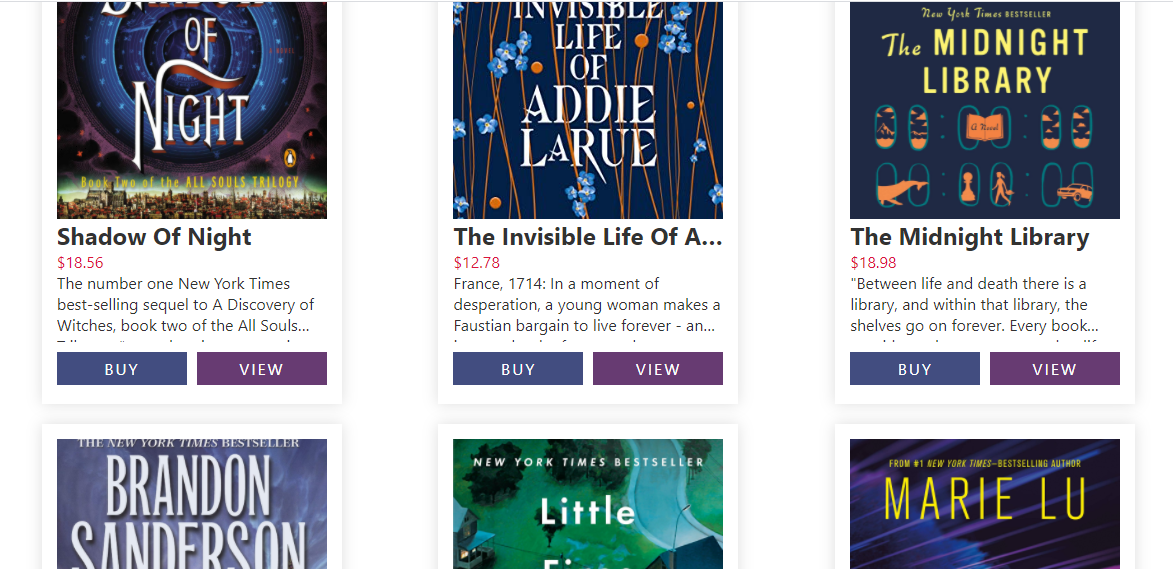 OF
NIGHT
A NOVEL
Book Two of the ALL SOULS TRILOGY
Shadow Of Night
$18.56
The number one New York Times
best-selling sequel to A Discovery of
Witches, book two of the All Souls...
BUY
VIEW
INVISIBLE
LIFE
OF
ADDIE
LARUE
The Invisible Life Of A...
$12.78
France, 1714: In a moment of
desperation, a young woman makes a
Faustian bargain to live forever - an...
BUY
VIEW
New York Times BESTSELLER
The MIDNIGHT
LIBRARY
A Novel
The Midnight Library
$18.98
"Between life and death there is a
library, and within that library, the
shelves go on forever. Every book...
BUY
VIEW
THE NEW YORK TIMES BESTSELLER
BRANDON
SANDERSON
NEW YORK TIMES BESTSELLER
Little
FROM #1 NEW YORK TIMES–BESTSELLING AUTHOR
MARIE LU